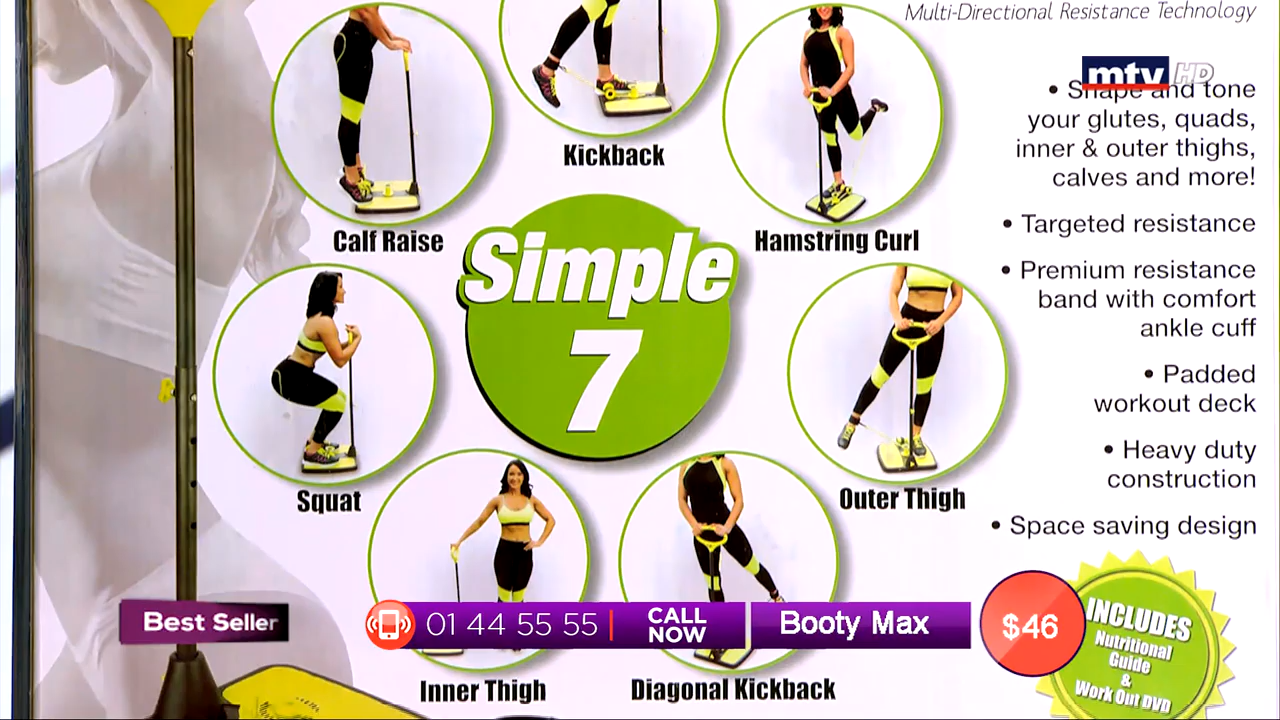 Multi-Directional Resistance Technology
mtv HD
• Shape and tone
your glutes, quads,
inner & outer thighs,
calves and more!
• Targeted resistance
• Premium resistance
band with comfort
ankle cuff
• Padded
workout deck
• Heavy duty
construction
• Space saving design
Kickback
Calf Raise
Hamstring Curl
Simple
7
Squat
Outer Thigh
Inner Thigh
Diagonal Kickback
Best Seller
01 44 55 55
CALL
NOW
Booty Max
$46
INCLUDES
Nutritional
Guide
&
Work Out DVD